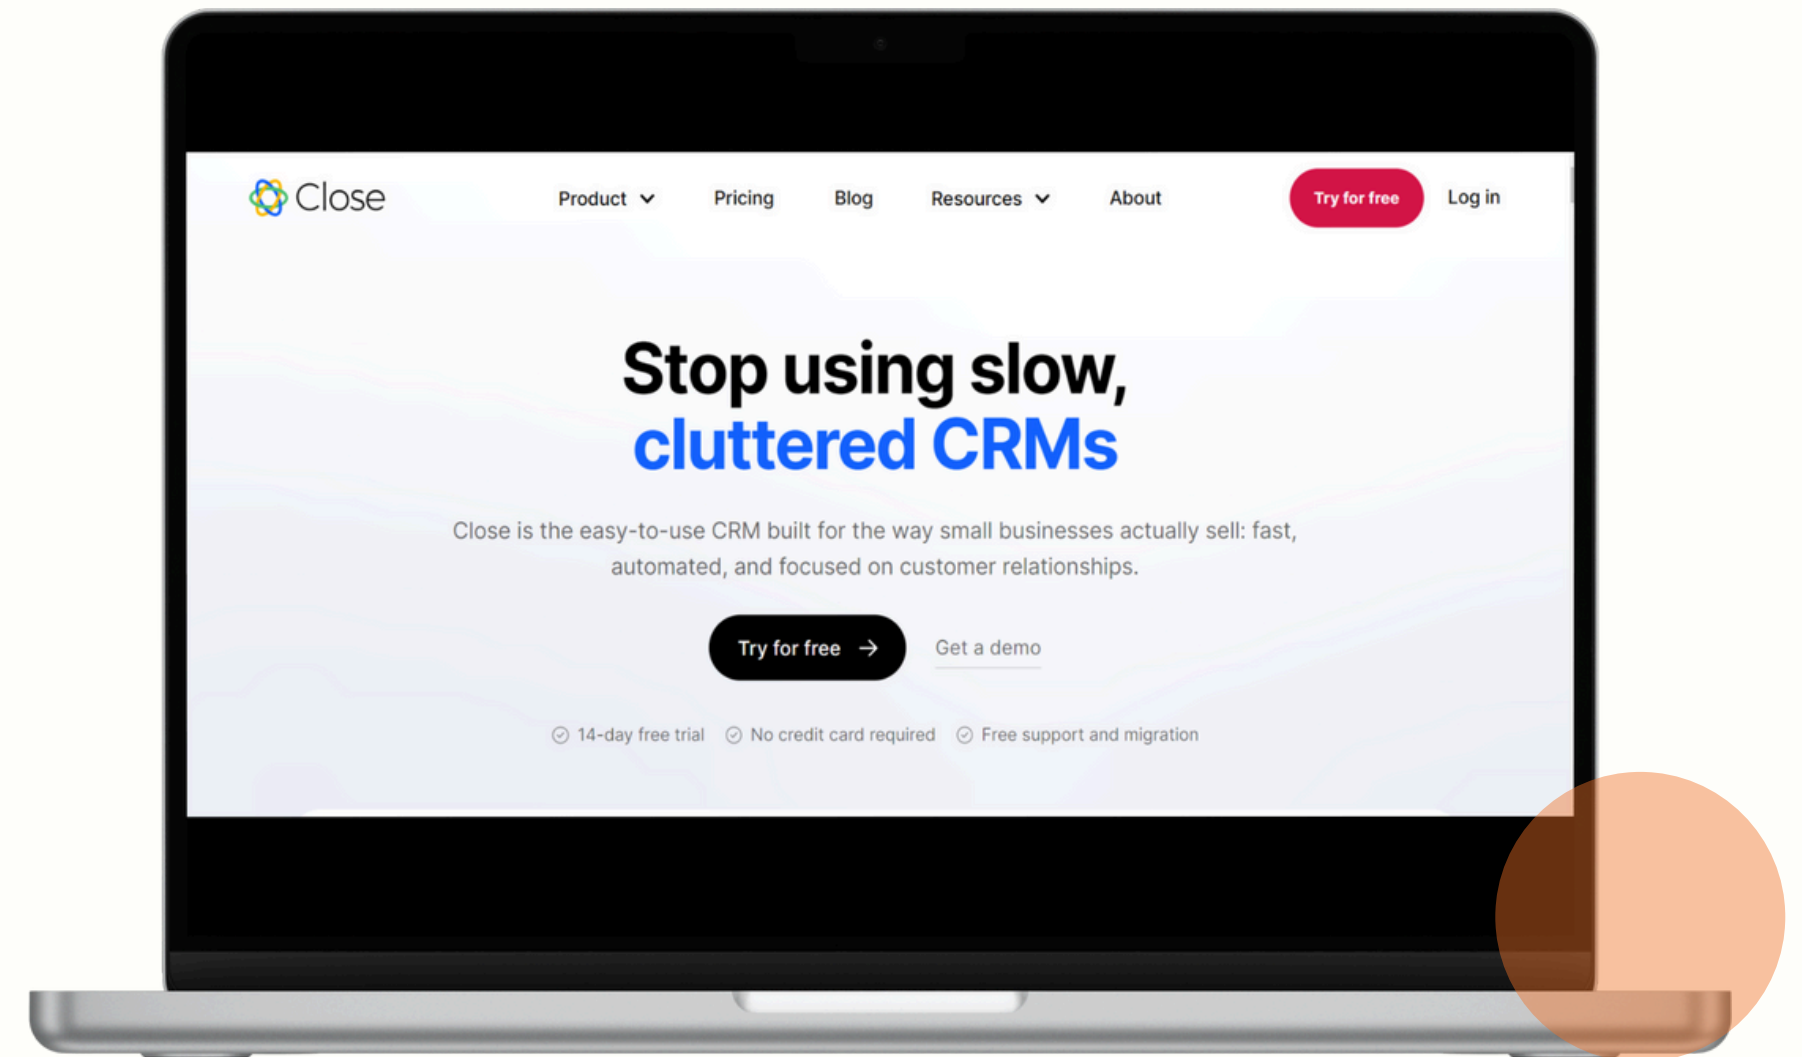 Close
Product
Pricing
Blog
Resources
About
Try for free
Log in
Stop using slow,
cluttered CRMs
Close is the easy-to-use CRM built for the way small businesses actually sell: fast,
automated, and focused on customer relationships.
Try for free →
Get a demo
14-day free trial
No credit card required
Free support and migration